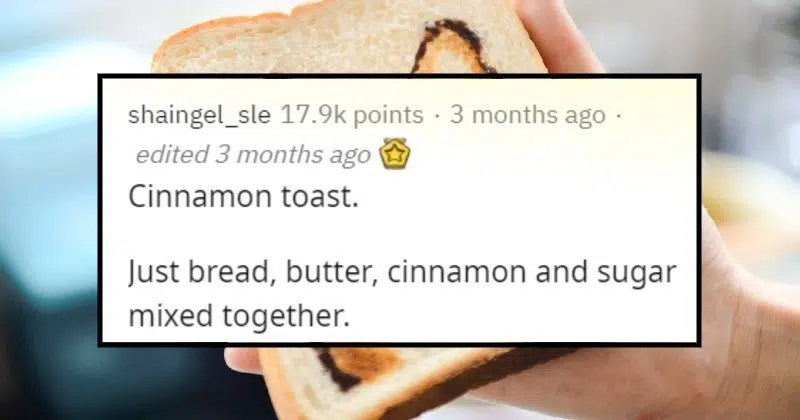 shaingel_sle 17.9k points · 3 months ago ·
edited 3 months ago
Cinnamon toast.
Just bread, butter, cinnamon and sugar
mixed together.